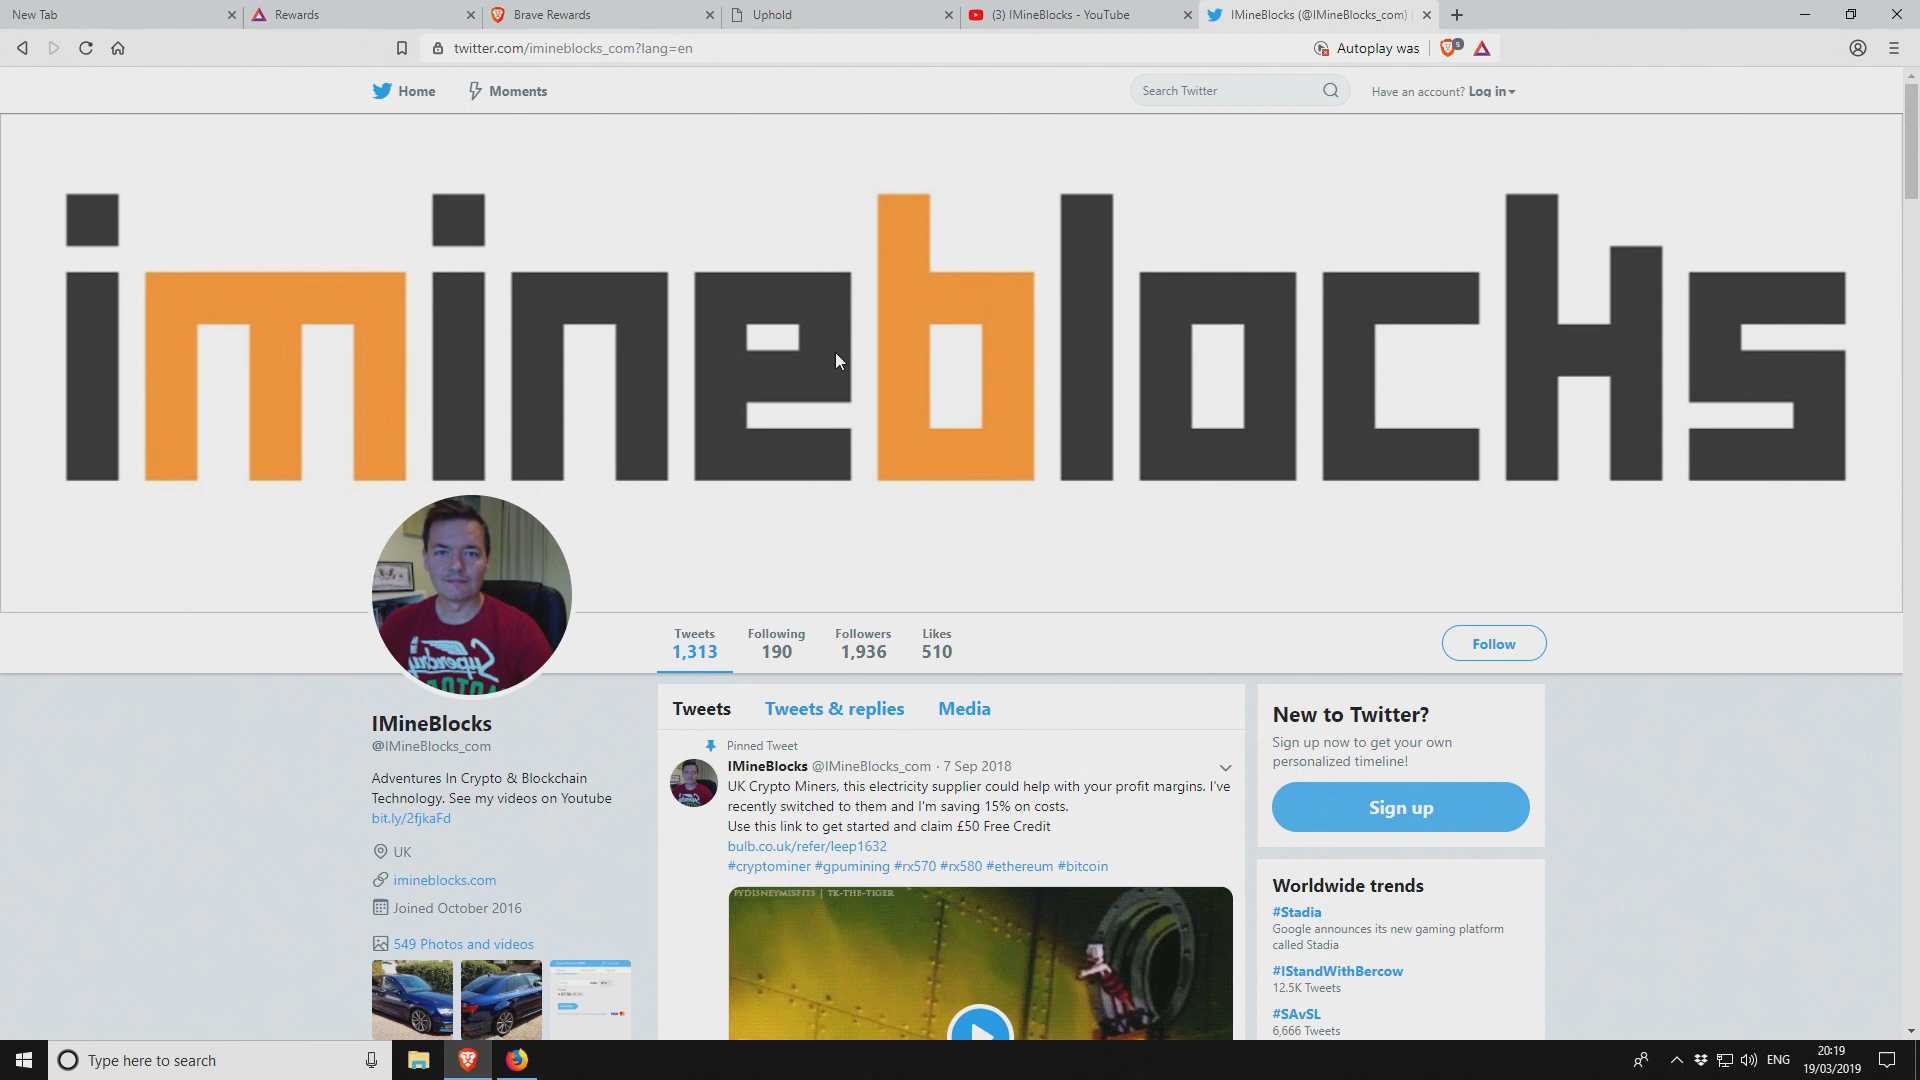 New Tab
Rewards
Brave Rewards
Uphold
(3) IMineBlocks - YouTube
IMineBlocks (@IMineBlocks_com)
twitter.com/imineblocks_com?lang=en
Autoplay was
5
Home
Moments
Search Twitter
Have an account? Log in
imineblocks
Superdry
Tweets
1,313
Following
190
Followers
1,936
Likes
510
Follow
IMineBlocks
@IMineBlocks_com
Adventures In Crypto & Blockchain
Technology. See my videos on Youtube
bit.ly/2fjkaFd
UK
imineblocks.com
Joined October 2016
549 Photos and videos
Tweets
Tweets & replies
Media
Pinned Tweet
IMineBlocks @IMineBlocks_com · 7 Sep 2018
UK Crypto Miners, this electricity supplier could help with your profit margins. I've
recently switched to them and I'm saving 15% on costs.
Use this link to get started and claim £50 Free Credit
bulb.co.uk/refer/leep1632
#cryptominer #gpumining #rx570 #rx580 #ethereum #bitcoin
FYDISNEYMISFITS | TK-THE-TIGER
New to Twitter?
Sign up now to get your own
personalized timeline!
Sign up
Worldwide trends
#Stadia
Google announces its new gaming platform
called Stadia
#IStandWithBercow
12.5K Tweets
#SAvSL
6,666 Tweets
Type here to search
ENG
20:19
19/03/2019